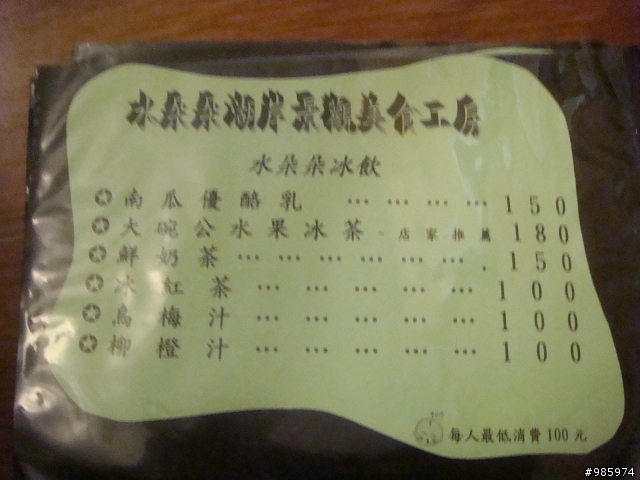 水朵朵湖岸景觀美食工房
水朵朵冰飲
✪南瓜優酪乳 … … … … 150
✪大碗公水果冰茶 · 店家推薦 180
✪鮮奶茶 … … … … … . 150
✪冰紅茶 … … … … … 100
✪烏梅汁 … … … … … 100
✪柳橙汁 … … … … … 100
每人最低消費100元
#985974